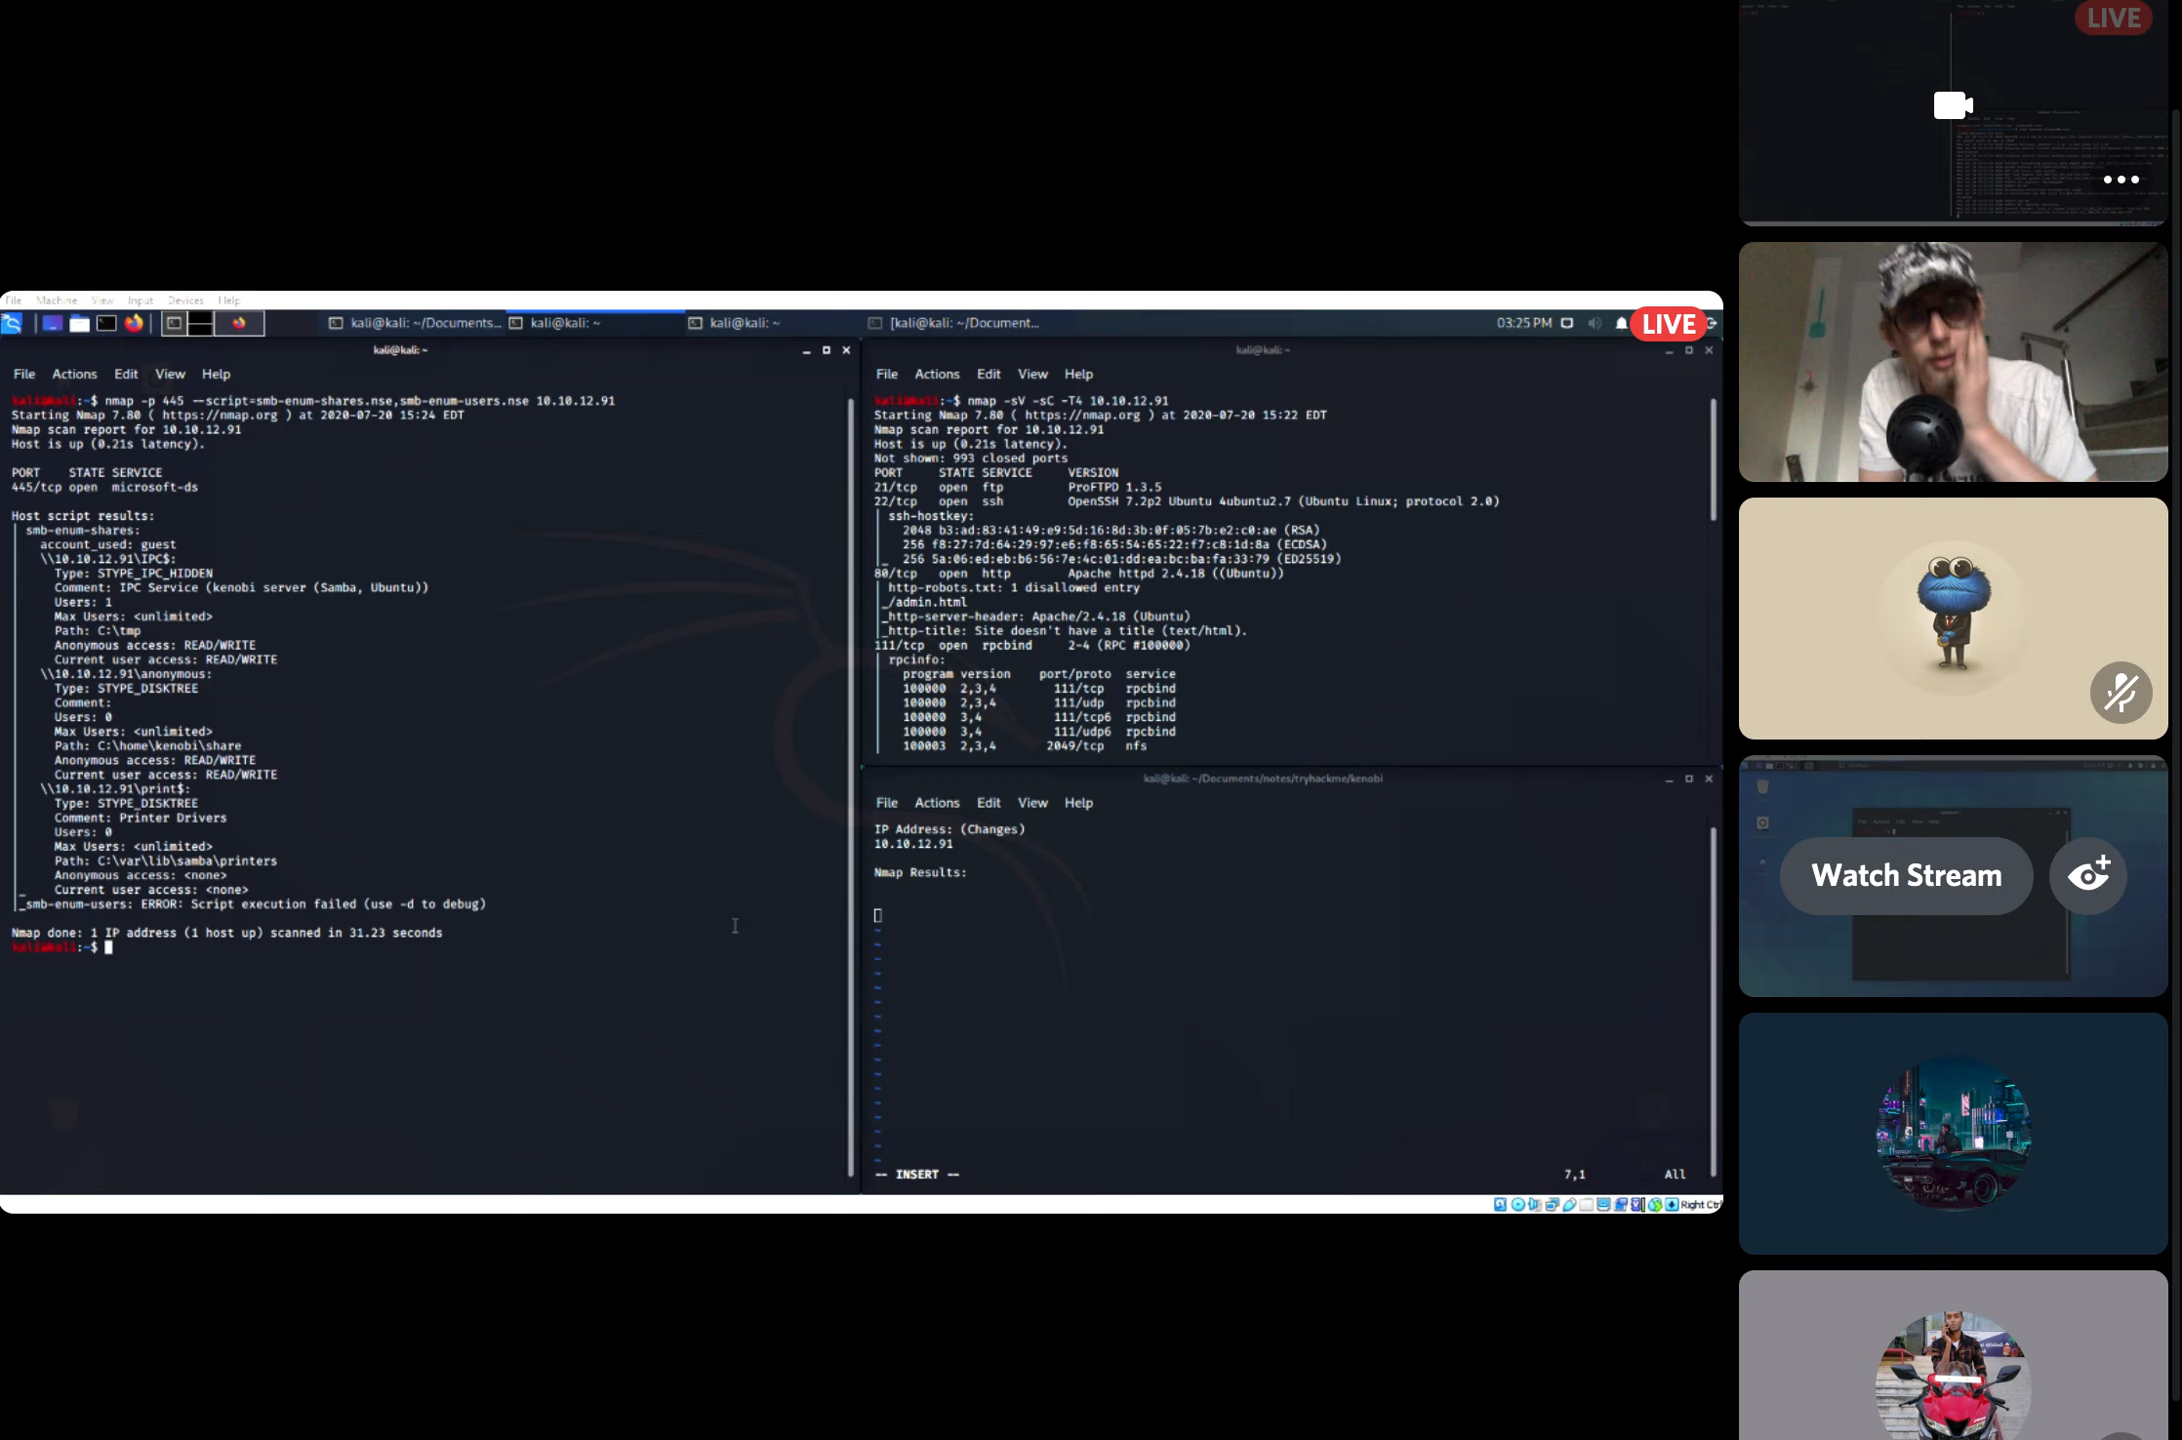 LIVE
File Machine View Input Devices Help
kali@kali: ~/Documents...
kali@kali: ~
kali@kali: ~
[kali@kali: ~/Document...
03:25 PM
LIVE
kali@kali: ~
File Actions Edit View Help
kali@kali:~$ nmap -p 445 --script=smb-enum-shares.nse,smb-enum-users.nse 10.10.12.91
Starting Nmap 7.80 ( https://nmap.org ) at 2020-07-20 15:24 EDT
Nmap scan report for 10.10.12.91
Host is up (0.21s latency).
PORT STATE SERVICE
445/tcp open microsoft-ds
Host script results:
| smb-enum-shares:
| account_used: guest
| \\10.10.12.91\IPC$:
| Type: STYPE_IPC_HIDDEN
| Comment: IPC Service (kenobi server (Samba, Ubuntu))
| Users: 1
| Max Users: <unlimited>
| Path: C:\tmp
| Anonymous access: READ/WRITE
| Current user access: READ/WRITE
| \\10.10.12.91\anonymous:
| Type: STYPE_DISKTREE
| Comment:
| Users: 0
| Max Users: <unlimited>
| Path: C:\home\kenobi\share
| Anonymous access: READ/WRITE
| Current user access: READ/WRITE
| \\10.10.12.91\print$:
| Type: STYPE_DISKTREE
| Comment: Printer Drivers
| Users: 0
| Max Users: <unlimited>
| Path: C:\var\lib\samba\printers
| Anonymous access: <none>
|_ Current user access: <none>
|_smb-enum-users: ERROR: Script execution failed (use -d to debug)
Nmap done: 1 IP address (1 host up) scanned in 31.23 seconds
kali@kali:~$
kali@kali: ~
File Actions Edit View Help
kali@kali:~$ nmap -sV -sC -T4 10.10.12.91
Starting Nmap 7.80 ( https://nmap.org ) at 2020-07-20 15:22 EDT
Nmap scan report for 10.10.12.91
Host is up (0.21s latency).
Not shown: 993 closed ports
PORT STATE SERVICE VERSION
21/tcp open ftp ProFTPD 1.3.5
22/tcp open ssh OpenSSH 7.2p2 Ubuntu 4ubuntu2.7 (Ubuntu Linux; protocol 2.0)
| ssh-hostkey:
| 2048 b3:ad:83:41:49:e9:5d:16:8d:3b:0f:05:7b:e2:c0:ae (RSA)
| 256 f8:27:7d:64:29:97:e6:f8:65:54:65:22:f7:c8:1d:8a (ECDSA)
|_ 256 5a:06:ed:eb:b6:56:7e:4c:01:dd:ea:bc:ba:fa:33:79 (ED25519)
80/tcp open http Apache httpd 2.4.18 ((Ubuntu))
| http-robots.txt: 1 disallowed entry
|_/admin.html
|_http-server-header: Apache/2.4.18 (Ubuntu)
|_http-title: Site doesn't have a title (text/html).
111/tcp open rpcbind 2-4 (RPC #100000)
| rpcinfo:
| program version port/proto service
| 100000 2,3,4 111/tcp rpcbind
| 100000 2,3,4 111/udp rpcbind
| 100000 3,4 111/tcp6 rpcbind
| 100000 3,4 111/udp6 rpcbind
| 100003 2,3,4 2049/tcp nfs
kali@kali: ~/Documents/notes/tryhackme/kenobi
File Actions Edit View Help
IP Address: (Changes)
10.10.12.91
Nmap Results:
-- INSERT -- 7,1 All
Right Ctr
Watch Stream